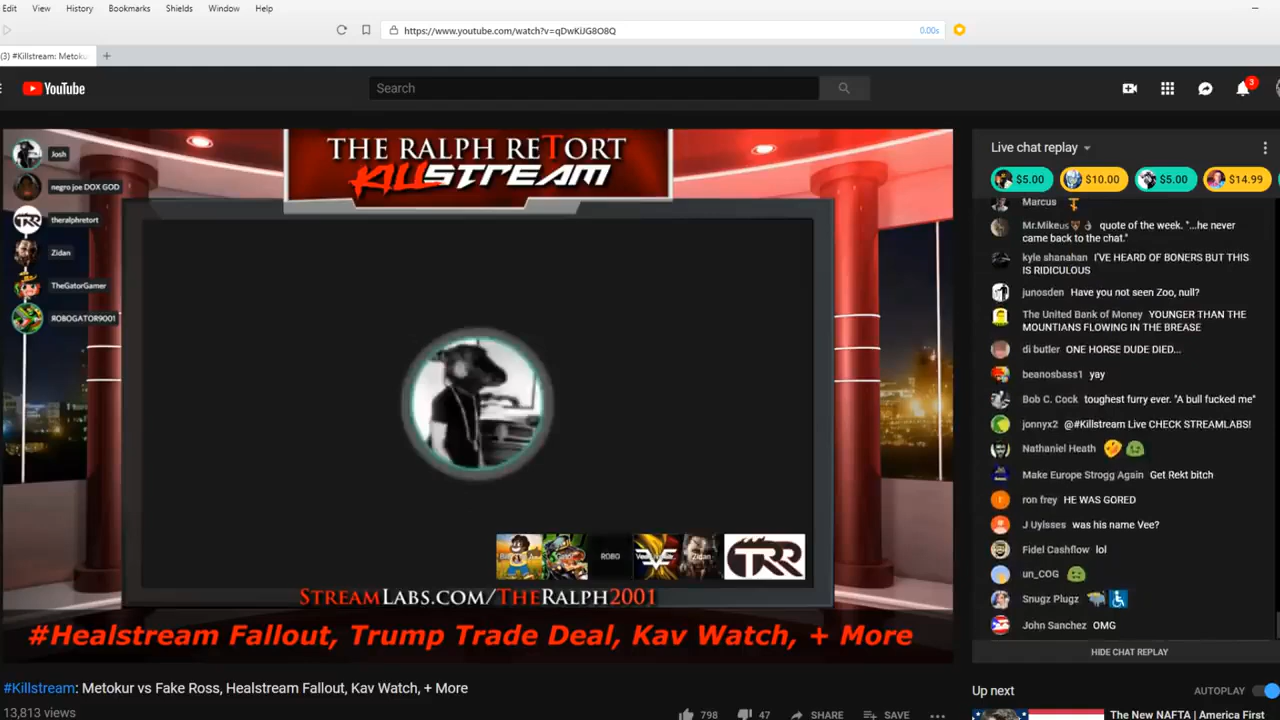 Edit View History Bookmarks Shields Window Help
https://www.youtube.com/watch?v=qDwKiJG8O8Q 0.00s
(3) #Killstream: Metoku
YouTube
Search
3
THE RALPH RETORT
KILLSTREAM
Josh
negro joe DOX GOD
theralphretort
Zidan
TheGatorGamer
ROBOGATOR9001
ROBO
Zidan
TRR
STREAMLABS.COM/THERALPH2001
#Healstream Fallout, Trump Trade Deal, Kav Watch, + More
#Killstream: Metokur vs Fake Ross, Healstream Fallout, Kav Watch, + More
13,813 views
798 47 SHARE SAVE
Live chat replay
$5.00 $10.00 $5.00 $14.99
Marcus
Mr.Mikeus quote of the week. "...he never
came back to the chat."
kyle shanahan I'VE HEARD OF BONERS BUT THIS
IS RIDICULOUS
junosden Have you not seen Zoo, null?
The United Bank of Money YOUNGER THAN THE
MOUNTIANS FLOWING IN THE BREASE
di butler ONE HORSE DUDE DIED...
beanosbass1 yay
Bob C. Cock toughest furry ever. "A bull fucked me"
jonnyx2 @#Killstream Live CHECK STREAMLABS!
Nathaniel Heath
Make Europe Strogg Again Get Rekt bitch
ron frey HE WAS GORED
J Uyisses was his name Vee?
Fidel Cashflow lol
un_COG
Snugz Plugz
John Sanchez OMG
HIDE CHAT REPLAY
Up next AUTOPLAY
The New NAFTA | America First